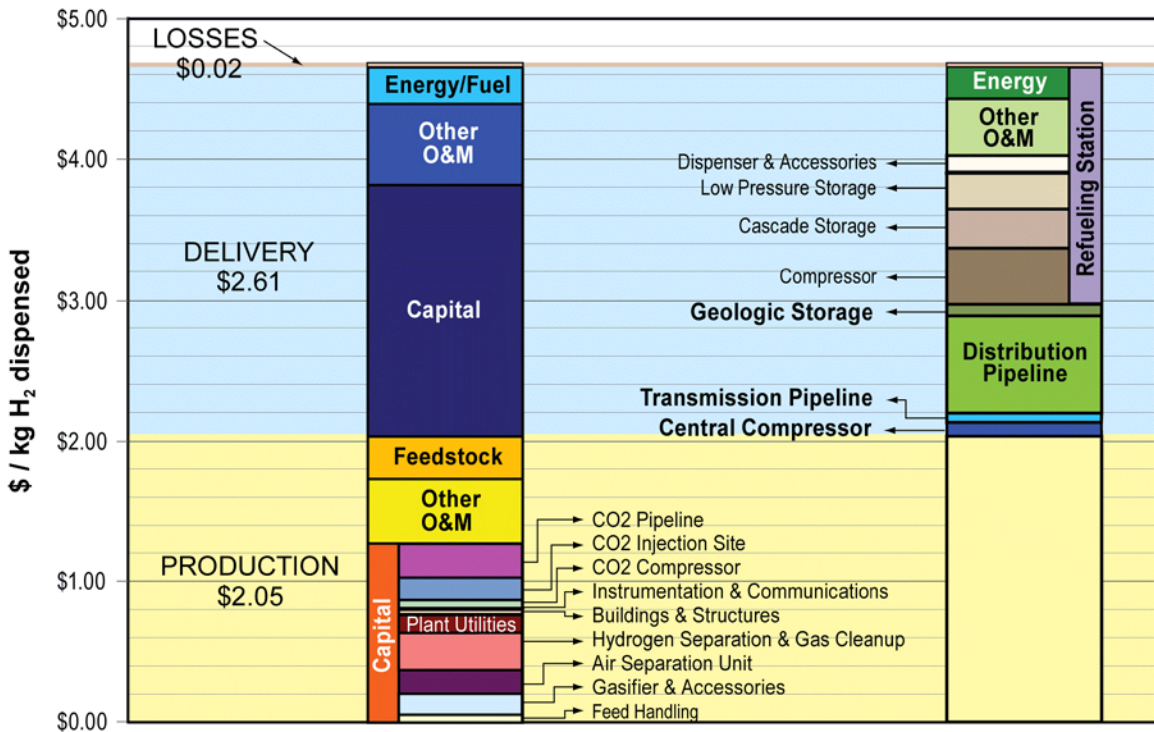 $ / kg H₂ dispensed
$5.00
$4.00
$3.00
$2.00
$1.00
$0.00
LOSSES
$0.02
DELIVERY
$2.61
PRODUCTION
$2.05
Energy/Fuel
Other
O&M
Capital
Feedstock
Other
O&M
Capital
Plant Utilities
CO2 Pipeline
CO2 Injection Site
CO2 Compressor
Instrumentation & Communications
Buildings & Structures
Hydrogen Separation & Gas Cleanup
Air Separation Unit
Gasifier & Accessories
Feed Handling
Dispenser & Accessories
Low Pressure Storage
Cascade Storage
Compressor
Geologic Storage
Transmission Pipeline
Central Compressor
Energy
Other
O&M
Refueling Station
Distribution
Pipeline